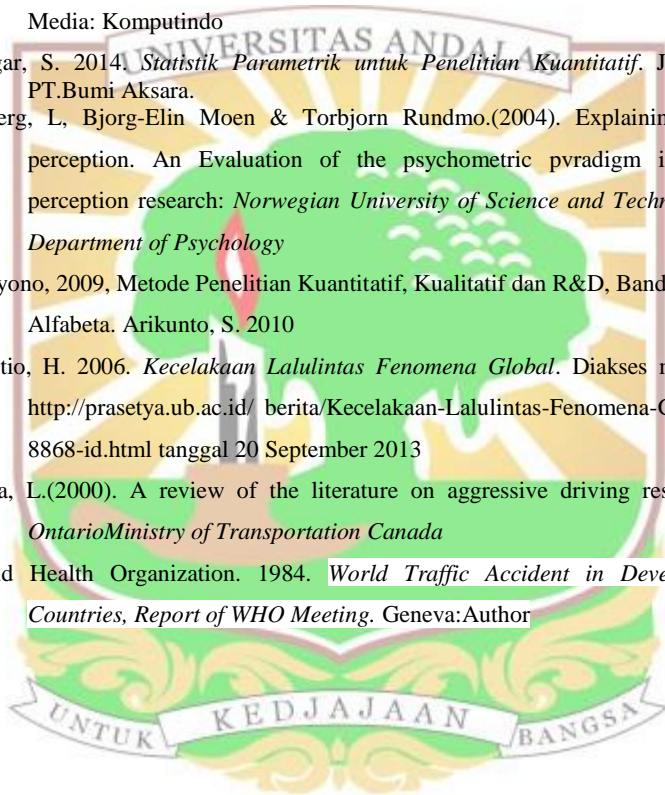 Media: Komputindo
UNIVERSITAS ANDALAS
gar, S. 2014. Statistik Parametrik untuk Penelitian Kuantitatif. J
PT.Bumi Aksara.
erg, L, Bjorg-Elin Moen & Torbjorn Rundmo.(2004). Explainin
perception. An Evaluation of the psychometric pvradigm i
perception research: Norwegian University of Science and Techn
Department of Psychology
yono, 2009, Metode Penelitian Kuantitatif, Kualitatif dan R&D, Band
Alfabeta. Arikunto, S. 2010
tio, H. 2006. Kecelakaan Lalulintas Fenomena Global. Diakses
http://prasetya.ub.ac.id/ berita/Kecelakaan-Lalulintas-Fenomena-
8868-id.html tanggal 20 September 2013
a, L.(2000). A review of the literature on aggressive driving res
OntarioMinistry of Transportation Canada
ld Health Organization. 1984. World Traffic Accident in Deve
Countries, Report of WHO Meeting. Geneva:Author
UNTUK KEDJAJAAN BANGSA